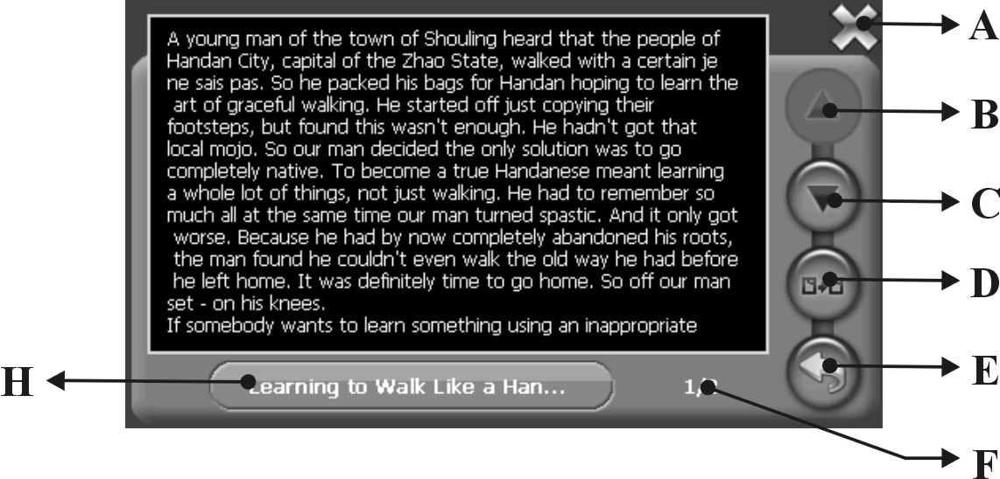 A young man of the town of Shouling heard that the people of
Handan City, capital of the Zhao State, walked with a certain je
ne sais pas. So he packed his bags for Handan hoping to learn the
art of graceful walking. He started off just copying their
footsteps, but found this wasn't enough. He hadn't got that
local mojo. So our man decided the only solution was to go
completely native. To become a true Handanese meant learning
a whole lot of things, not just walking. He had to remember so
much all at the same time our man turned spastic. And it only got
worse. Because he had by now completely abandoned his roots,
the man found he couldn't even walk the old way he had before
he left home. It was definitely time to go home. So off our man
set - on his knees.
If somebody wants to learn something using an inappropriate
Learning to Walk Like a Han...
1/
A
B
C
D
E
F
H